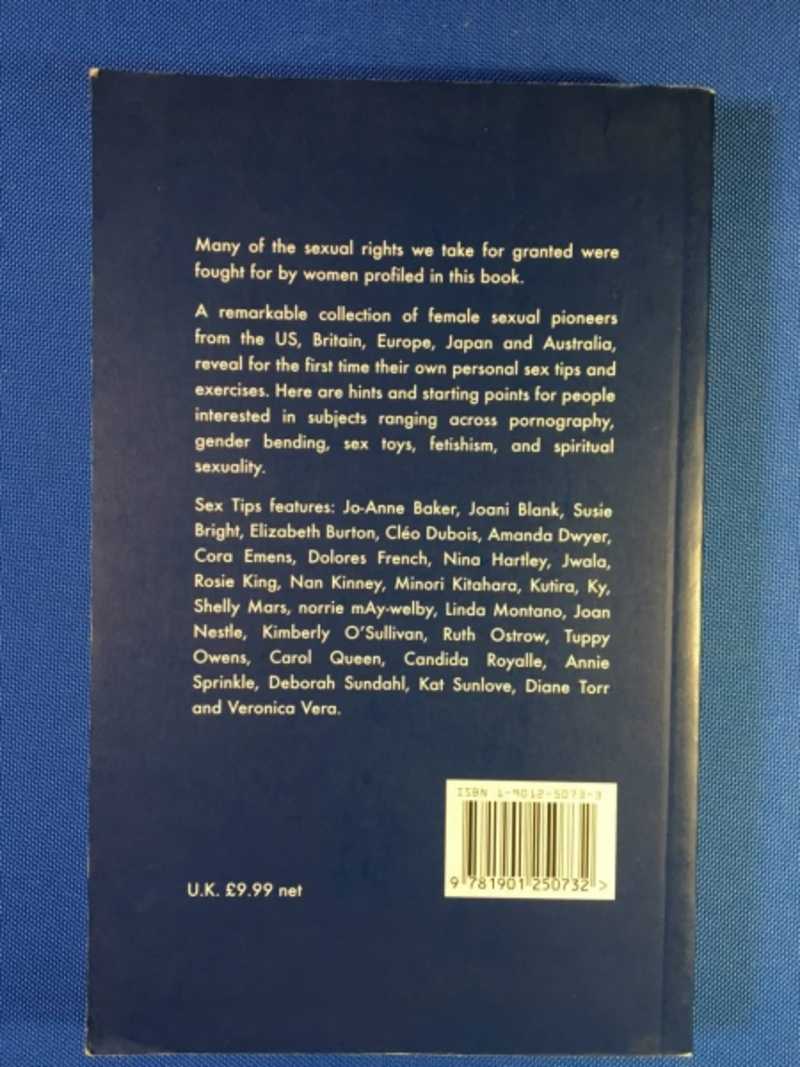 Many of the sexual rights we take for granted were
fought for by women profiled in this book.
A remarkable collection of female sexual pioneers
from the US, Britain, Europe, Japan and Australia,
reveal for the first time their own personal sex tips and
exercises. Here are hints and starting points for people
interested in subjects ranging across pornography,
gender bending, sex toys, fetishism, and spiritual
sexuality.
Sex Tips features: Jo-Anne Baker, Joani Blank, Susie
Bright, Elizabeth Burton, Cléo Dubois, Amanda Dwyer,
Cora Emens, Dolores French, Nina Hartley, Jwala,
Rosie King, Nan Kinney, Minori Kitahara, Kutira, Ky,
Shelly Mars, norrie mAy-welby, Linda Montano, Joan
Nestle, Kimberly O'Sullivan, Ruth Ostrow, Tuppy
Owens, Carol Queen, Candida Royalle, Annie
Sprinkle, Deborah Sundahl, Kat Sunlove, Diane Torr
and Veronica Vera.
ISBN 1-9012-5073-3
9 781901 250732 >
U.K. £9.99 net